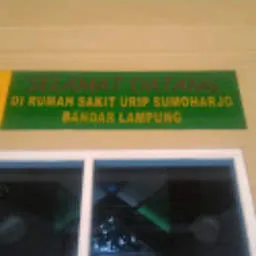 SELAMAT DATANG
DI RUMAH SAKIT URIP SUMOHARJO
BANDAR LAMPUNG